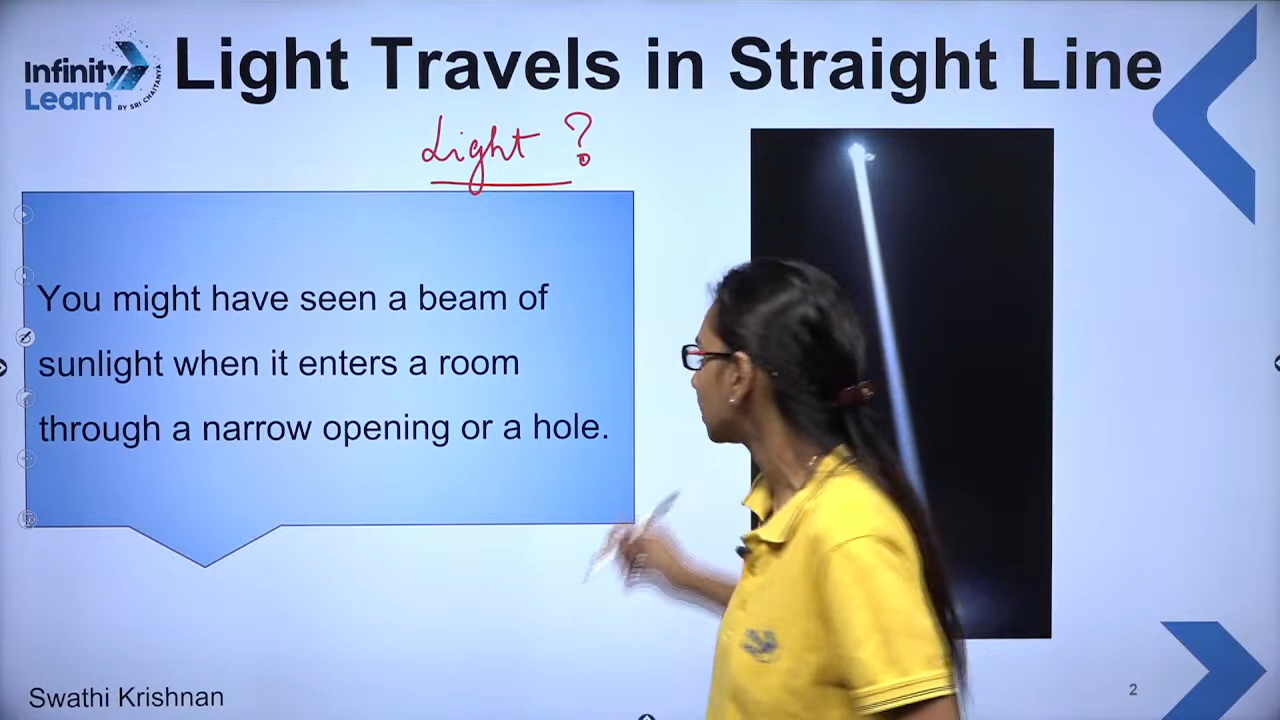 Infinity
Learn
BY SRI CHAITANYA
Light Travels in Straight Line
Light ?
You might have seen a beam of
sunlight when it enters a room
through a narrow opening or a hole.
Swathi Krishnan
2